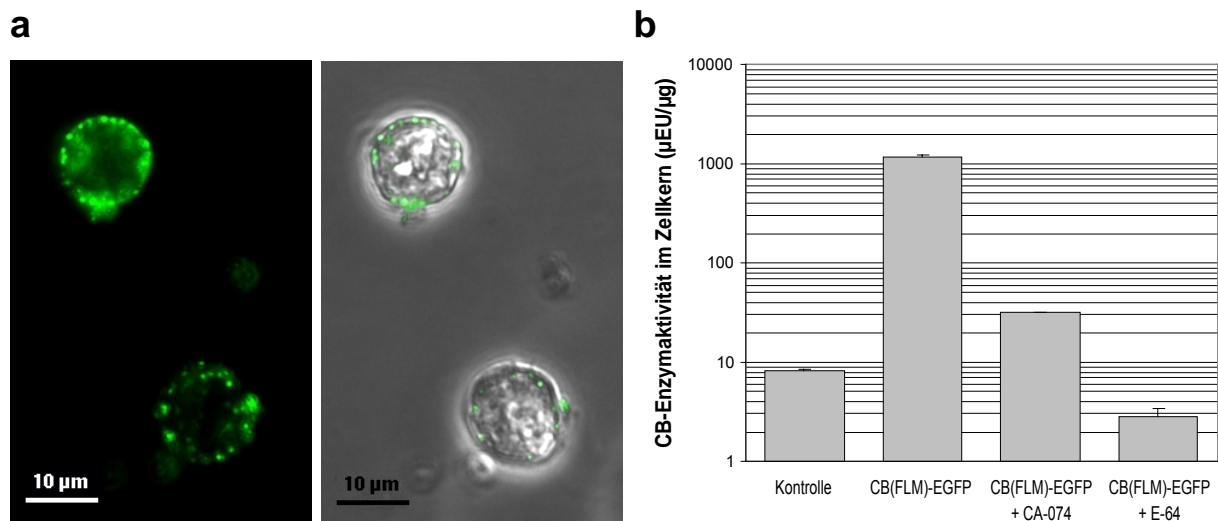 a
10 µm
10 µm
b
CB-Enzymaktivität im Zellkern (µEU/µg)
10000
1000
100
10
1
Kontrolle
CB(FLM)-EGFP
CB(FLM)-EGFP
+ CA-074
CB(FLM)-EGFP
+ E-64